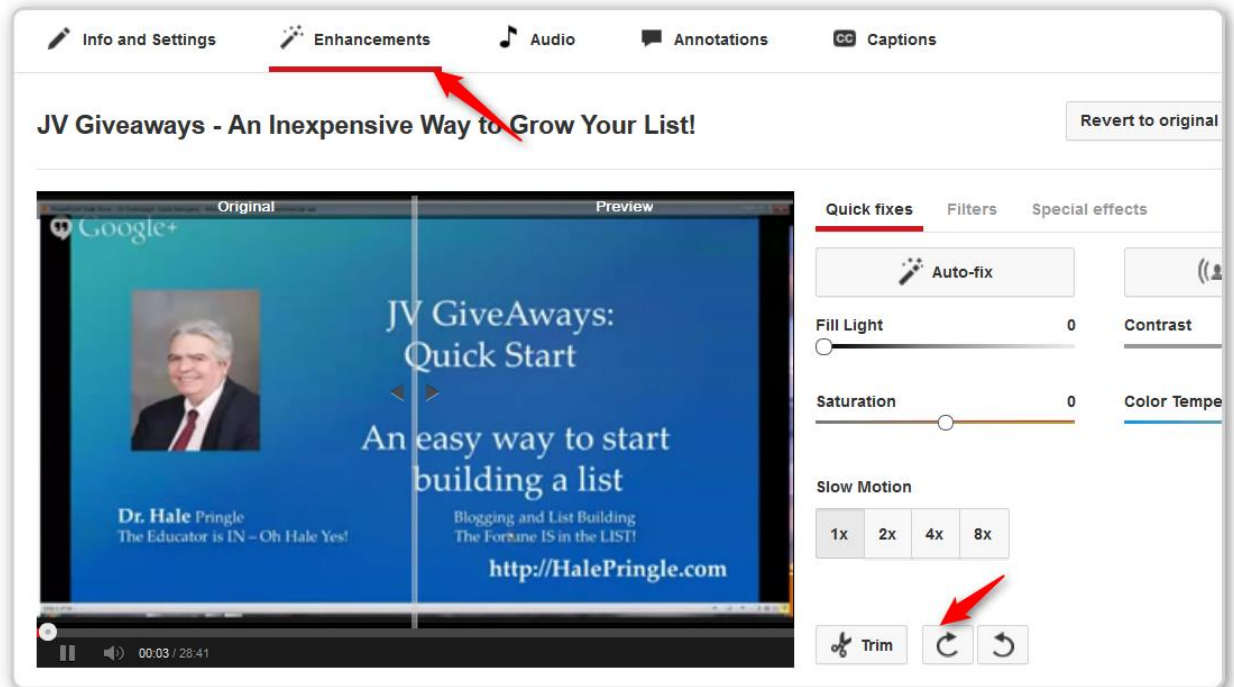 Info and Settings Enhancements Audio Annotations CC Captions
JV Giveaways - An Inexpensive Way to Grow Your List!
Revert to original
Original Preview
Google+
JV GiveAways:
Quick Start
An easy way to start
building a list
Dr. Hale Pringle
The Educator is IN – Oh Hale Yes!
Blogging and List Building
The Fortune IS in the LIST!
http://HalePringle.com
00:03 / 28:41
Quick fixes Filters Special effects
Auto-fix
Fill Light 0 Contrast
Saturation 0 Color Tempe
Slow Motion
1x 2x 4x 8x
Trim